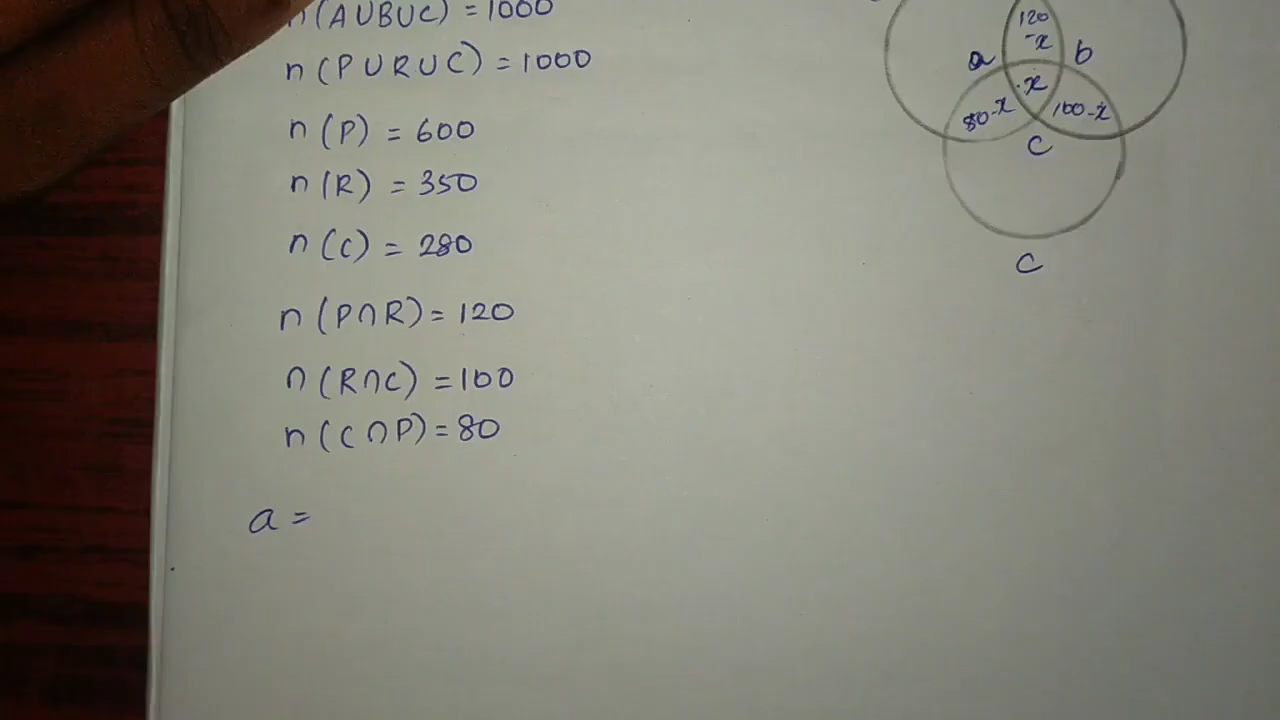 n(AUBUC) = 1000
n(PURUC) = 1000
n(P) = 600
n(R) = 350
n(C) = 280
n(P∩R) = 120
n(R∩C) = 100
n(C∩P) = 80
a =
120
-x
a
b
x
80-x
100-x
C
C